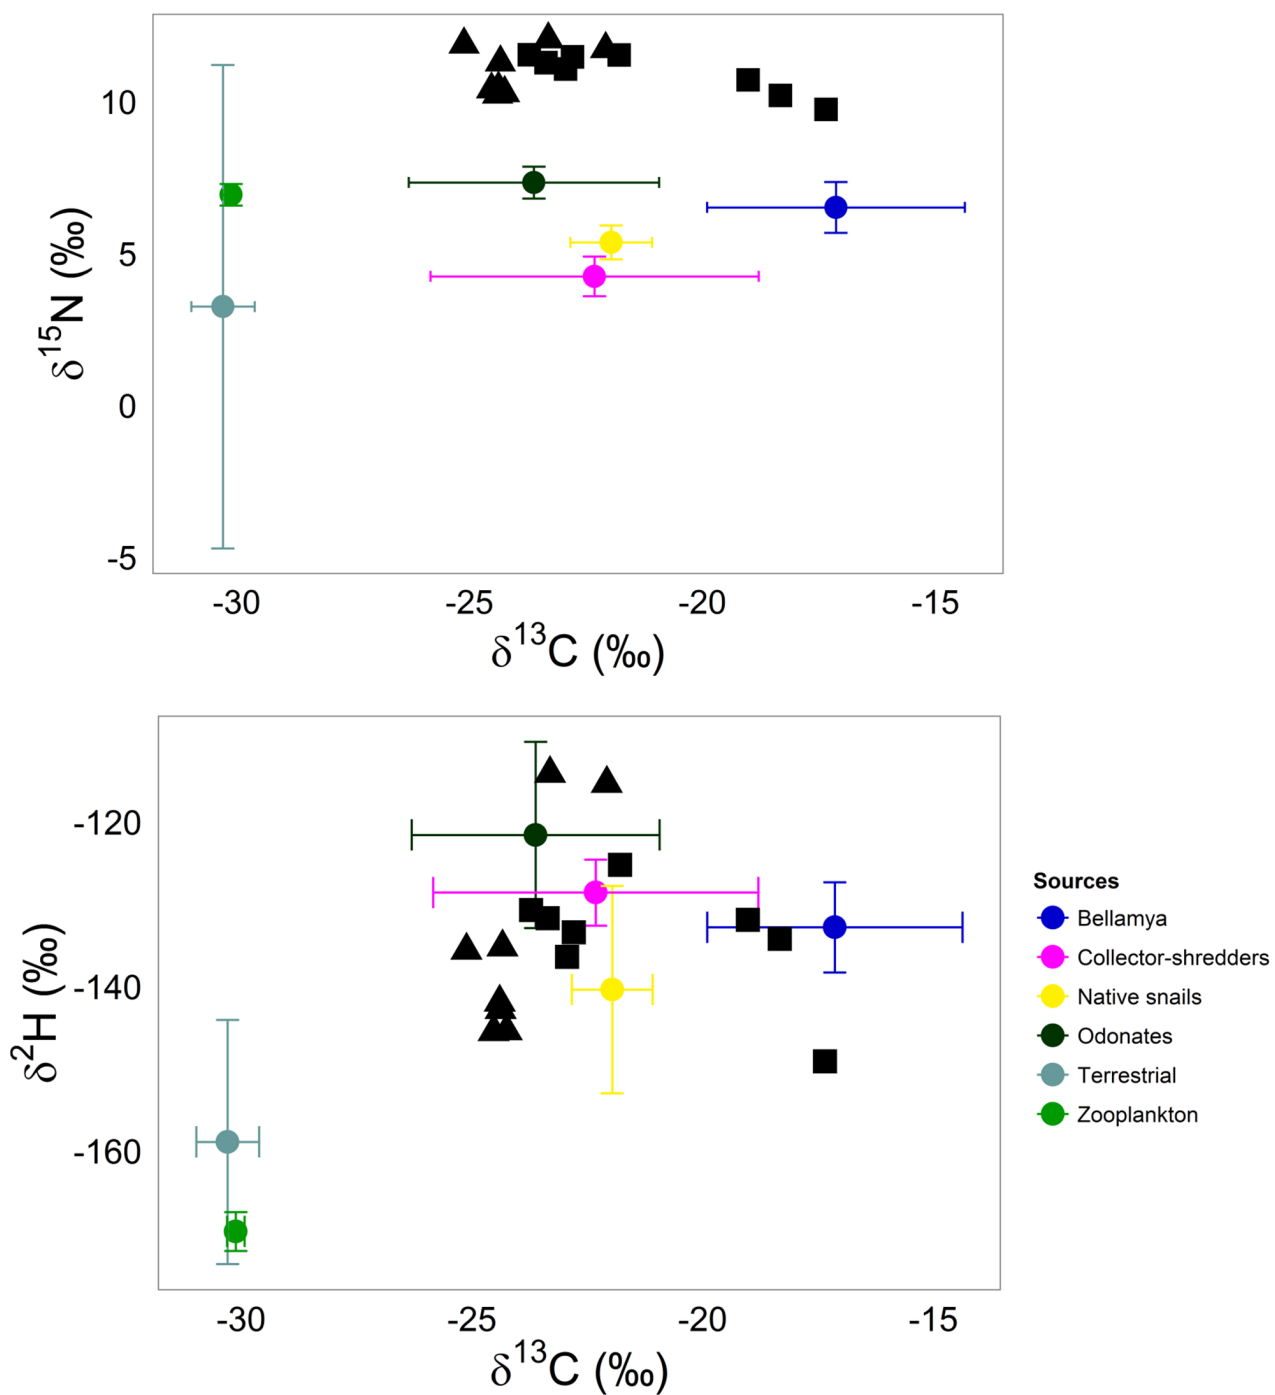 10
5
0
-5
δ15N (‰)
-30 -25 -20 -15
δ13C (‰)
-120
-140
-160
δ2H (‰)
-30 -25 -20 -15
δ13C (‰)
Sources
Bellamya
Collector-shredders
Native snails
Odonates
Terrestrial
Zooplankton